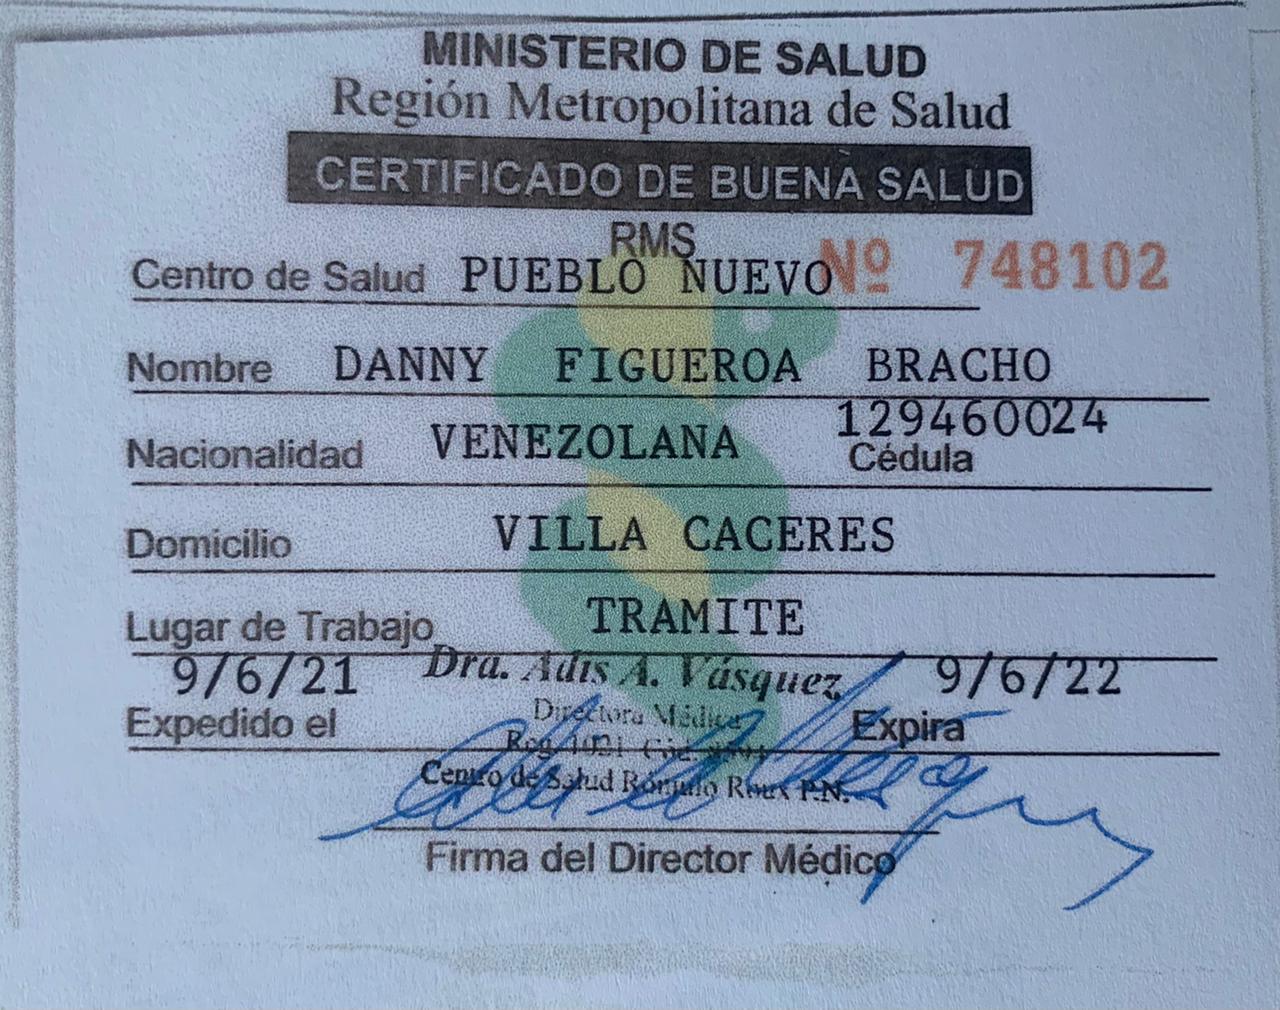 MINISTERIO DE SALUD
Región Metropolitana de Salud
CERTIFICADO DE BUENA SALUD
RMS
Centro de Salud PUEBLO NUEVO Nº 748102
Nombre DANNY FIGUEROA BRACHO
129460024
Nacionalidad VENEZOLANA Cédula
Domicilio VILLA CACERES
Lugar de Trabajo TRAMITE
9/6/21 Dra. Adis A. Vásquez 9/6/22
Directora Médica
Expedido el Expira
Reg. 1021 Cód.
Centro de Salud Rómulo Roux P.N.
Firma del Director Médico